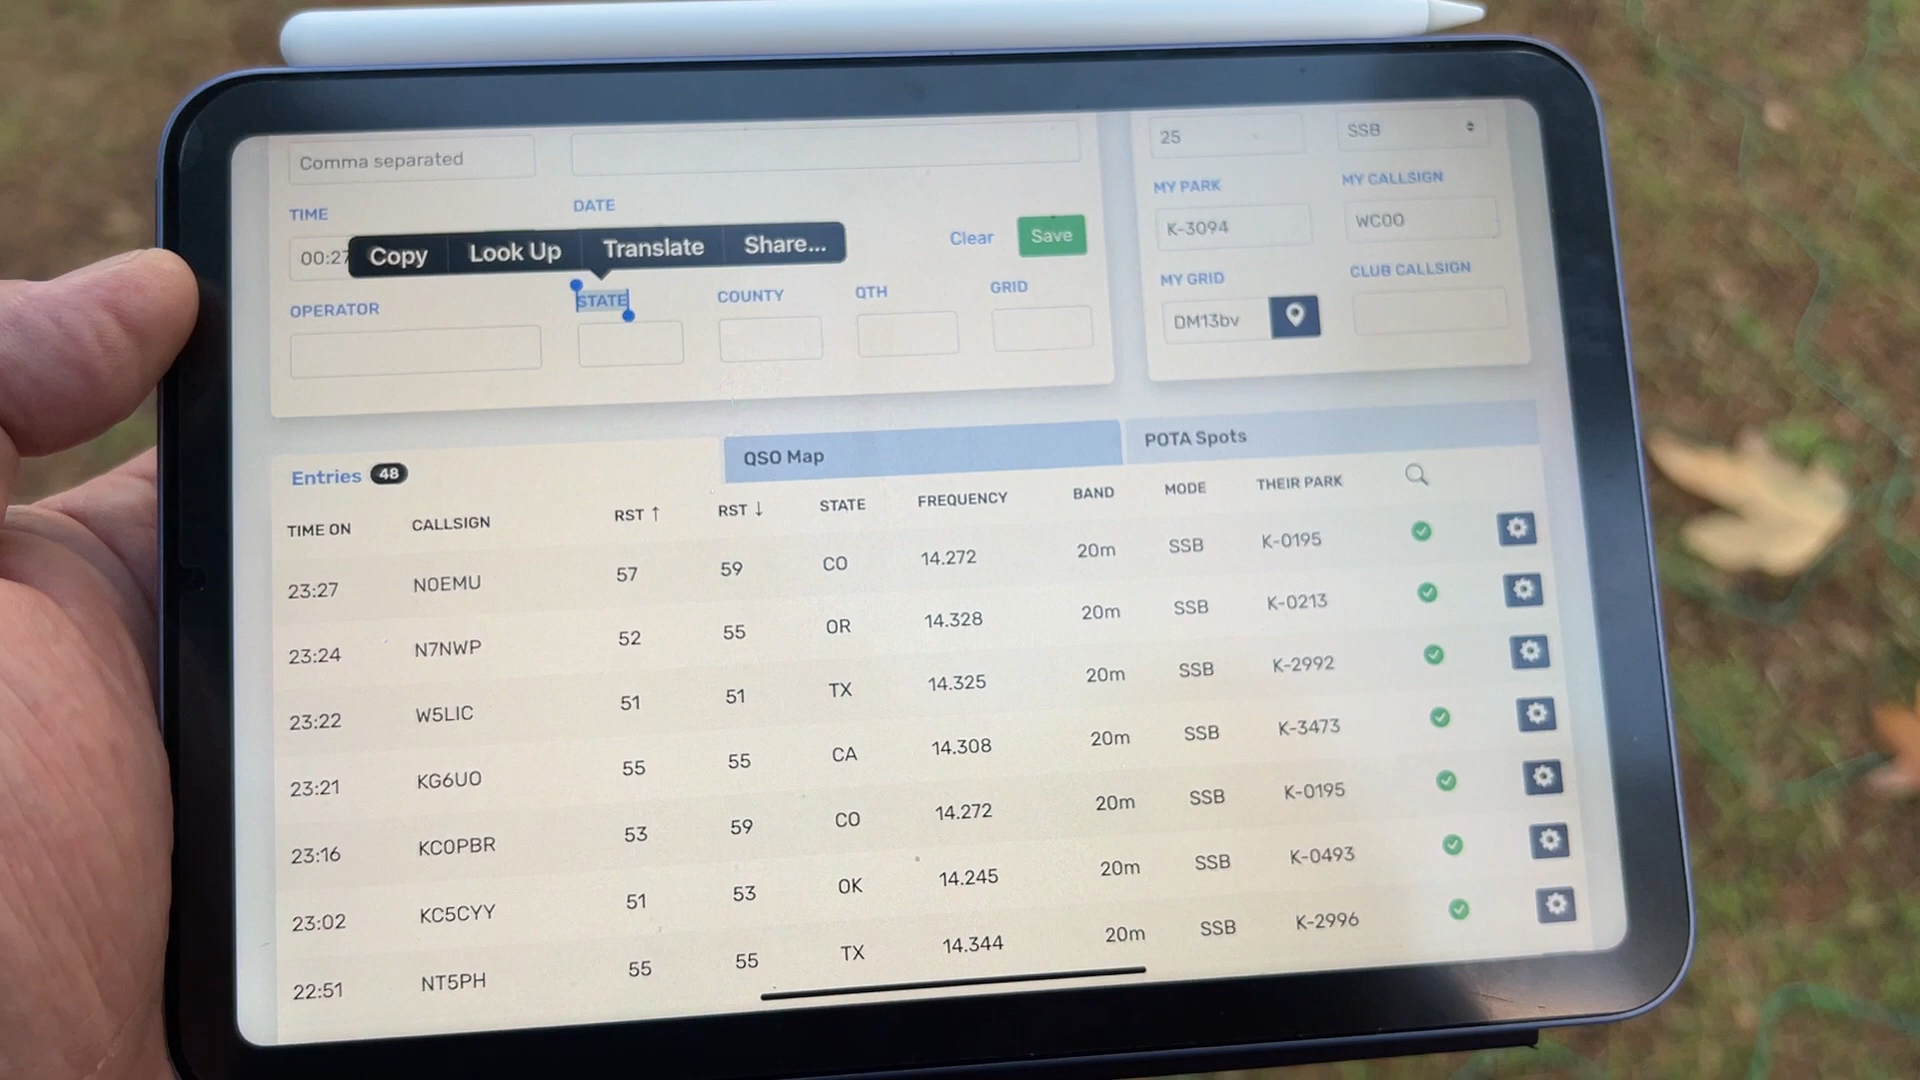 Comma separated
25 SSB
TIME DATE MY PARK MY CALLSIGN
00:27 Copy Look Up Translate Share... Clear Save K-3094 WC0O
OPERATOR STATE COUNTY QTH GRID MY GRID CLUB CALLSIGN
DM13bv
Entries 48 QSO Map POTA Spots
TIME ON CALLSIGN RST ↑ RST ↓ STATE FREQUENCY BAND MODE THEIR PARK
23:27 N0EMU 57 59 CO 14.272 20m SSB K-0195
23:24 N7NWP 52 55 OR 14.328 20m SSB K-0213
23:22 W5LIC 51 51 TX 14.325 20m SSB K-2992
23:21 KG6UO 55 55 CA 14.308 20m SSB K-3473
23:16 KC0PBR 53 59 CO 14.272 20m SSB K-0195
23:02 KC5CYY 51 53 OK 14.245 20m SSB K-0493
22:51 NT5PH 55 55 TX 14.344 20m SSB K-2996